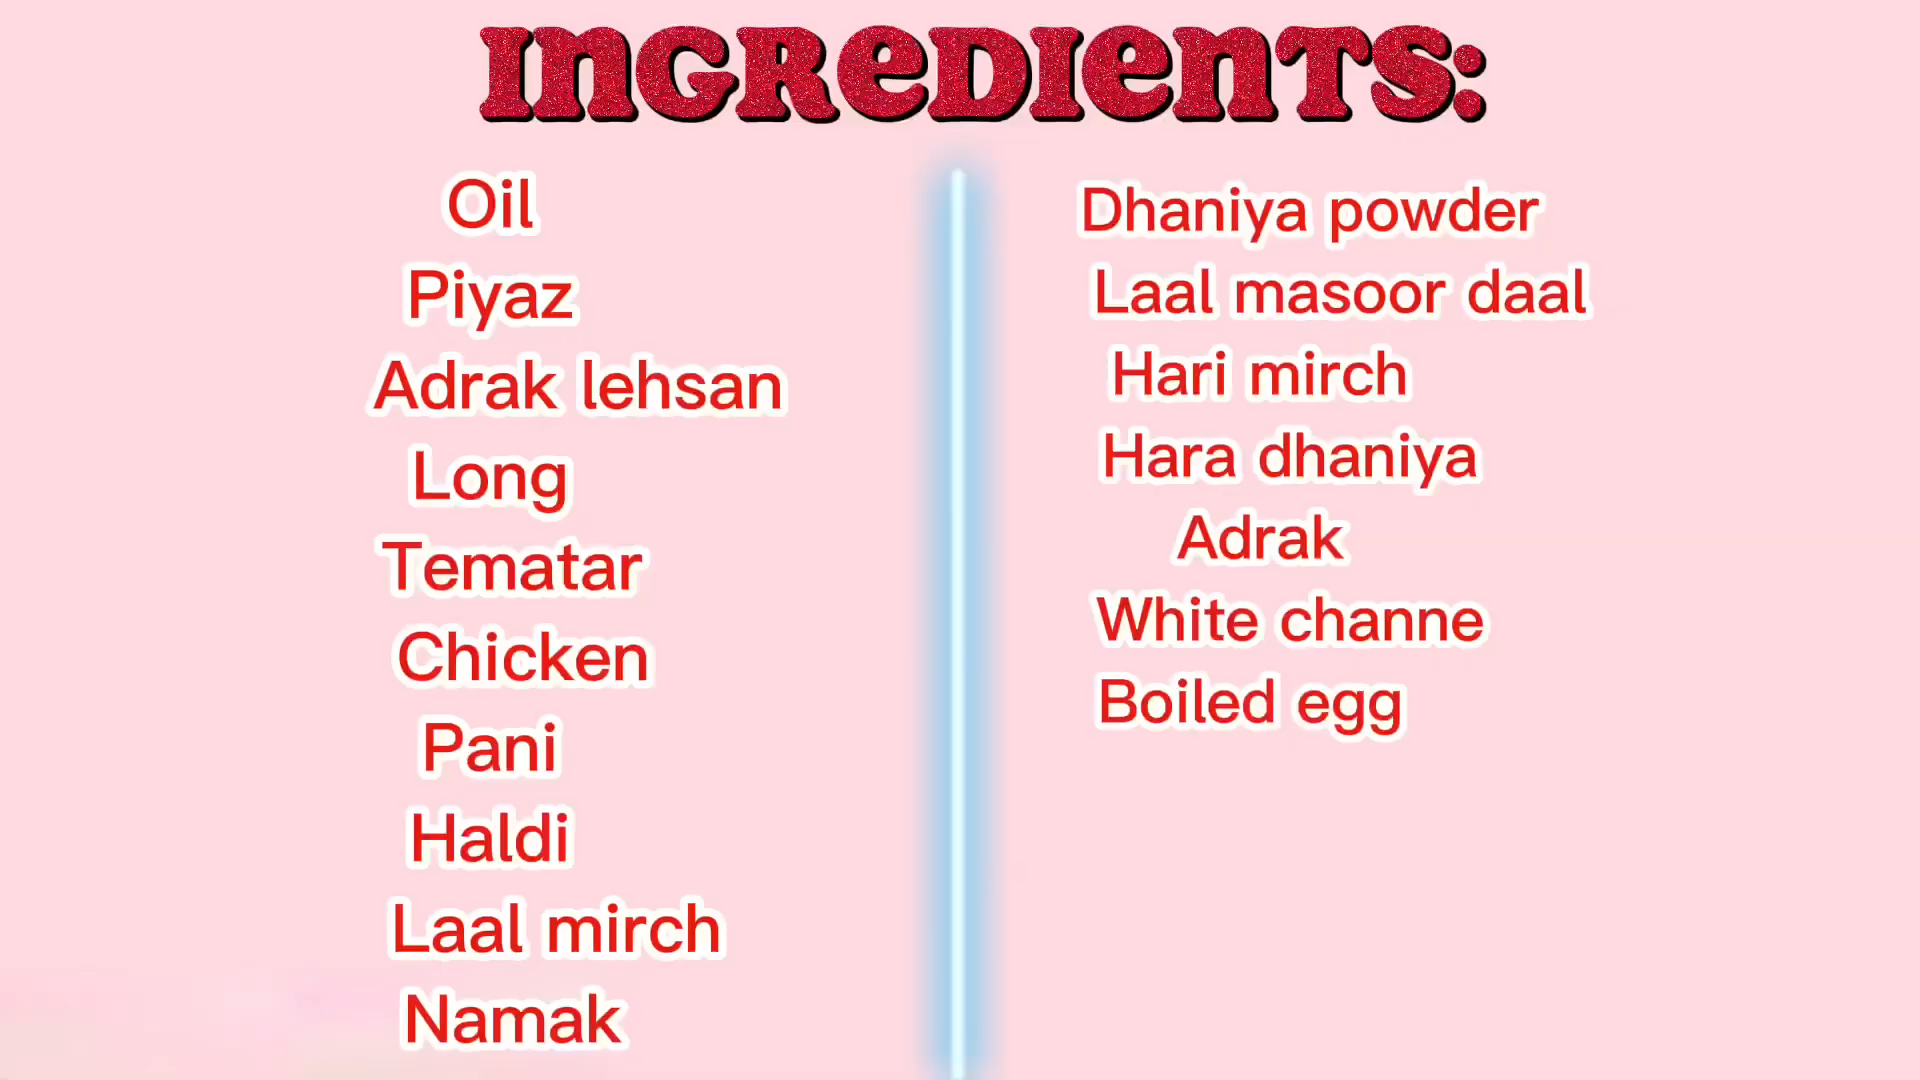 INGREDIENTS:
Oil
Piyaz
Adrak lehsan
Long
Tematar
Chicken
Pani
Haldi
Laal mirch
Namak
Dhaniya powder
Laal masoor daal
Hari mirch
Hara dhaniya
Adrak
White channe
Boiled egg